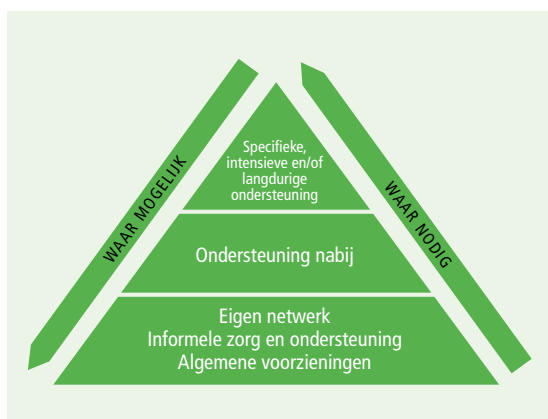 WAAR MOGELIJK
WAAR NODIG
Specifieke,
intensieve en/of
langdurige
ondersteuning
Ondersteuning nabij
Eigen netwerk
Informele zorg en ondersteuning
Algemene voorzieningen